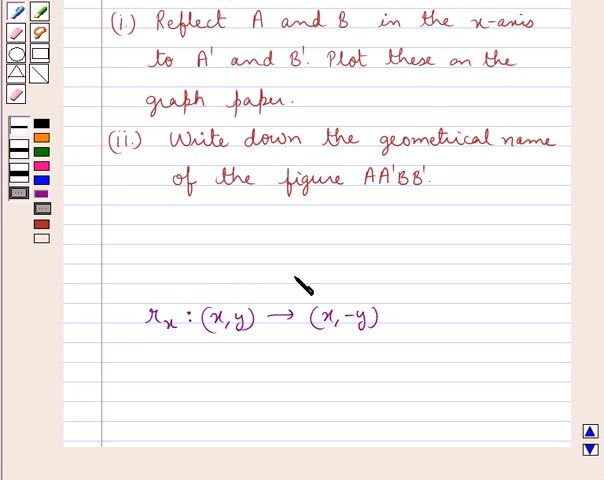 (i.) Reflect A and B in the x-axis
to A' and B'. Plot these on the
graph paper.
(ii.) Write down the geometrical name
of the figure AA'BB'.
r_x : (x, y) → (x, -y)